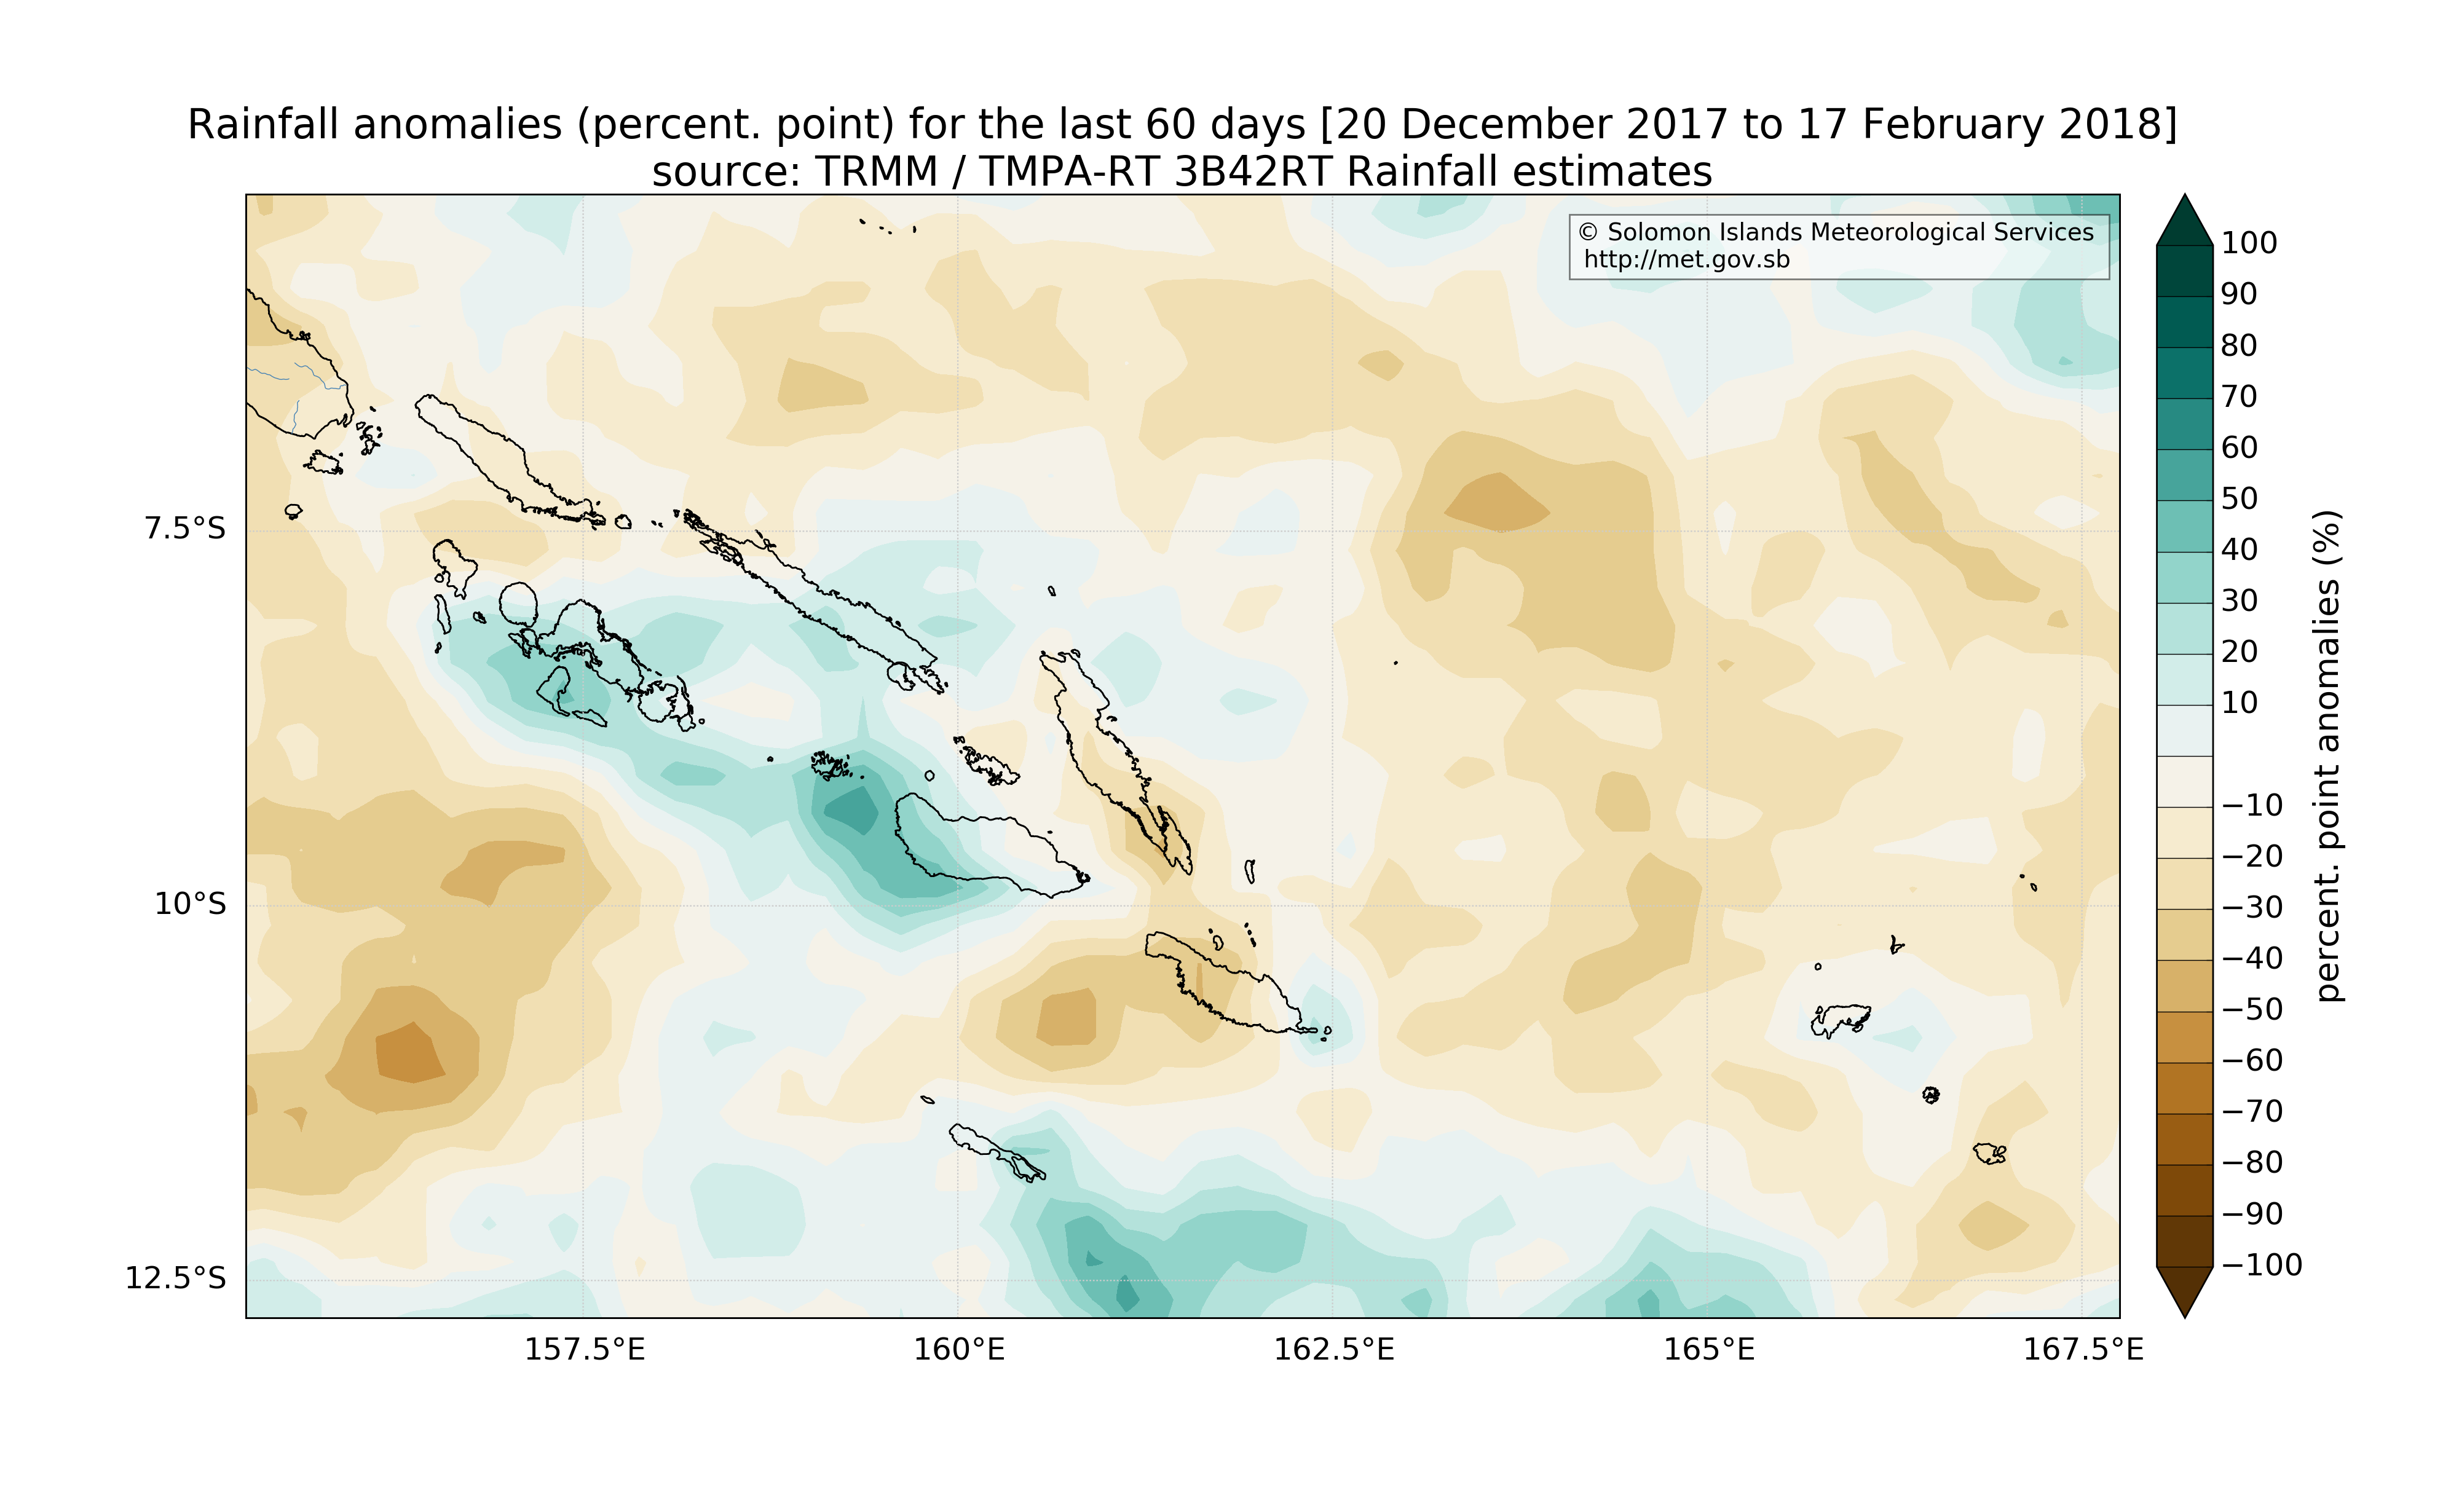 Rainfall anomalies (percent. point) for the last 60 days [20 December 2017 to 17 February 2018]
source: TRMM / TMPA-RT 3B42RT Rainfall estimates
© Solomon Islands Meteorological Services
http://met.gov.sb
7.5°S
10°S
12.5°S
157.5°E
160°E
162.5°E
165°E
167.5°E
100
90
80
70
60
50
40
30
20
10
−10
−20
−30
−40
−50
−60
−70
−80
−90
−100
percent. point anomalies (%)